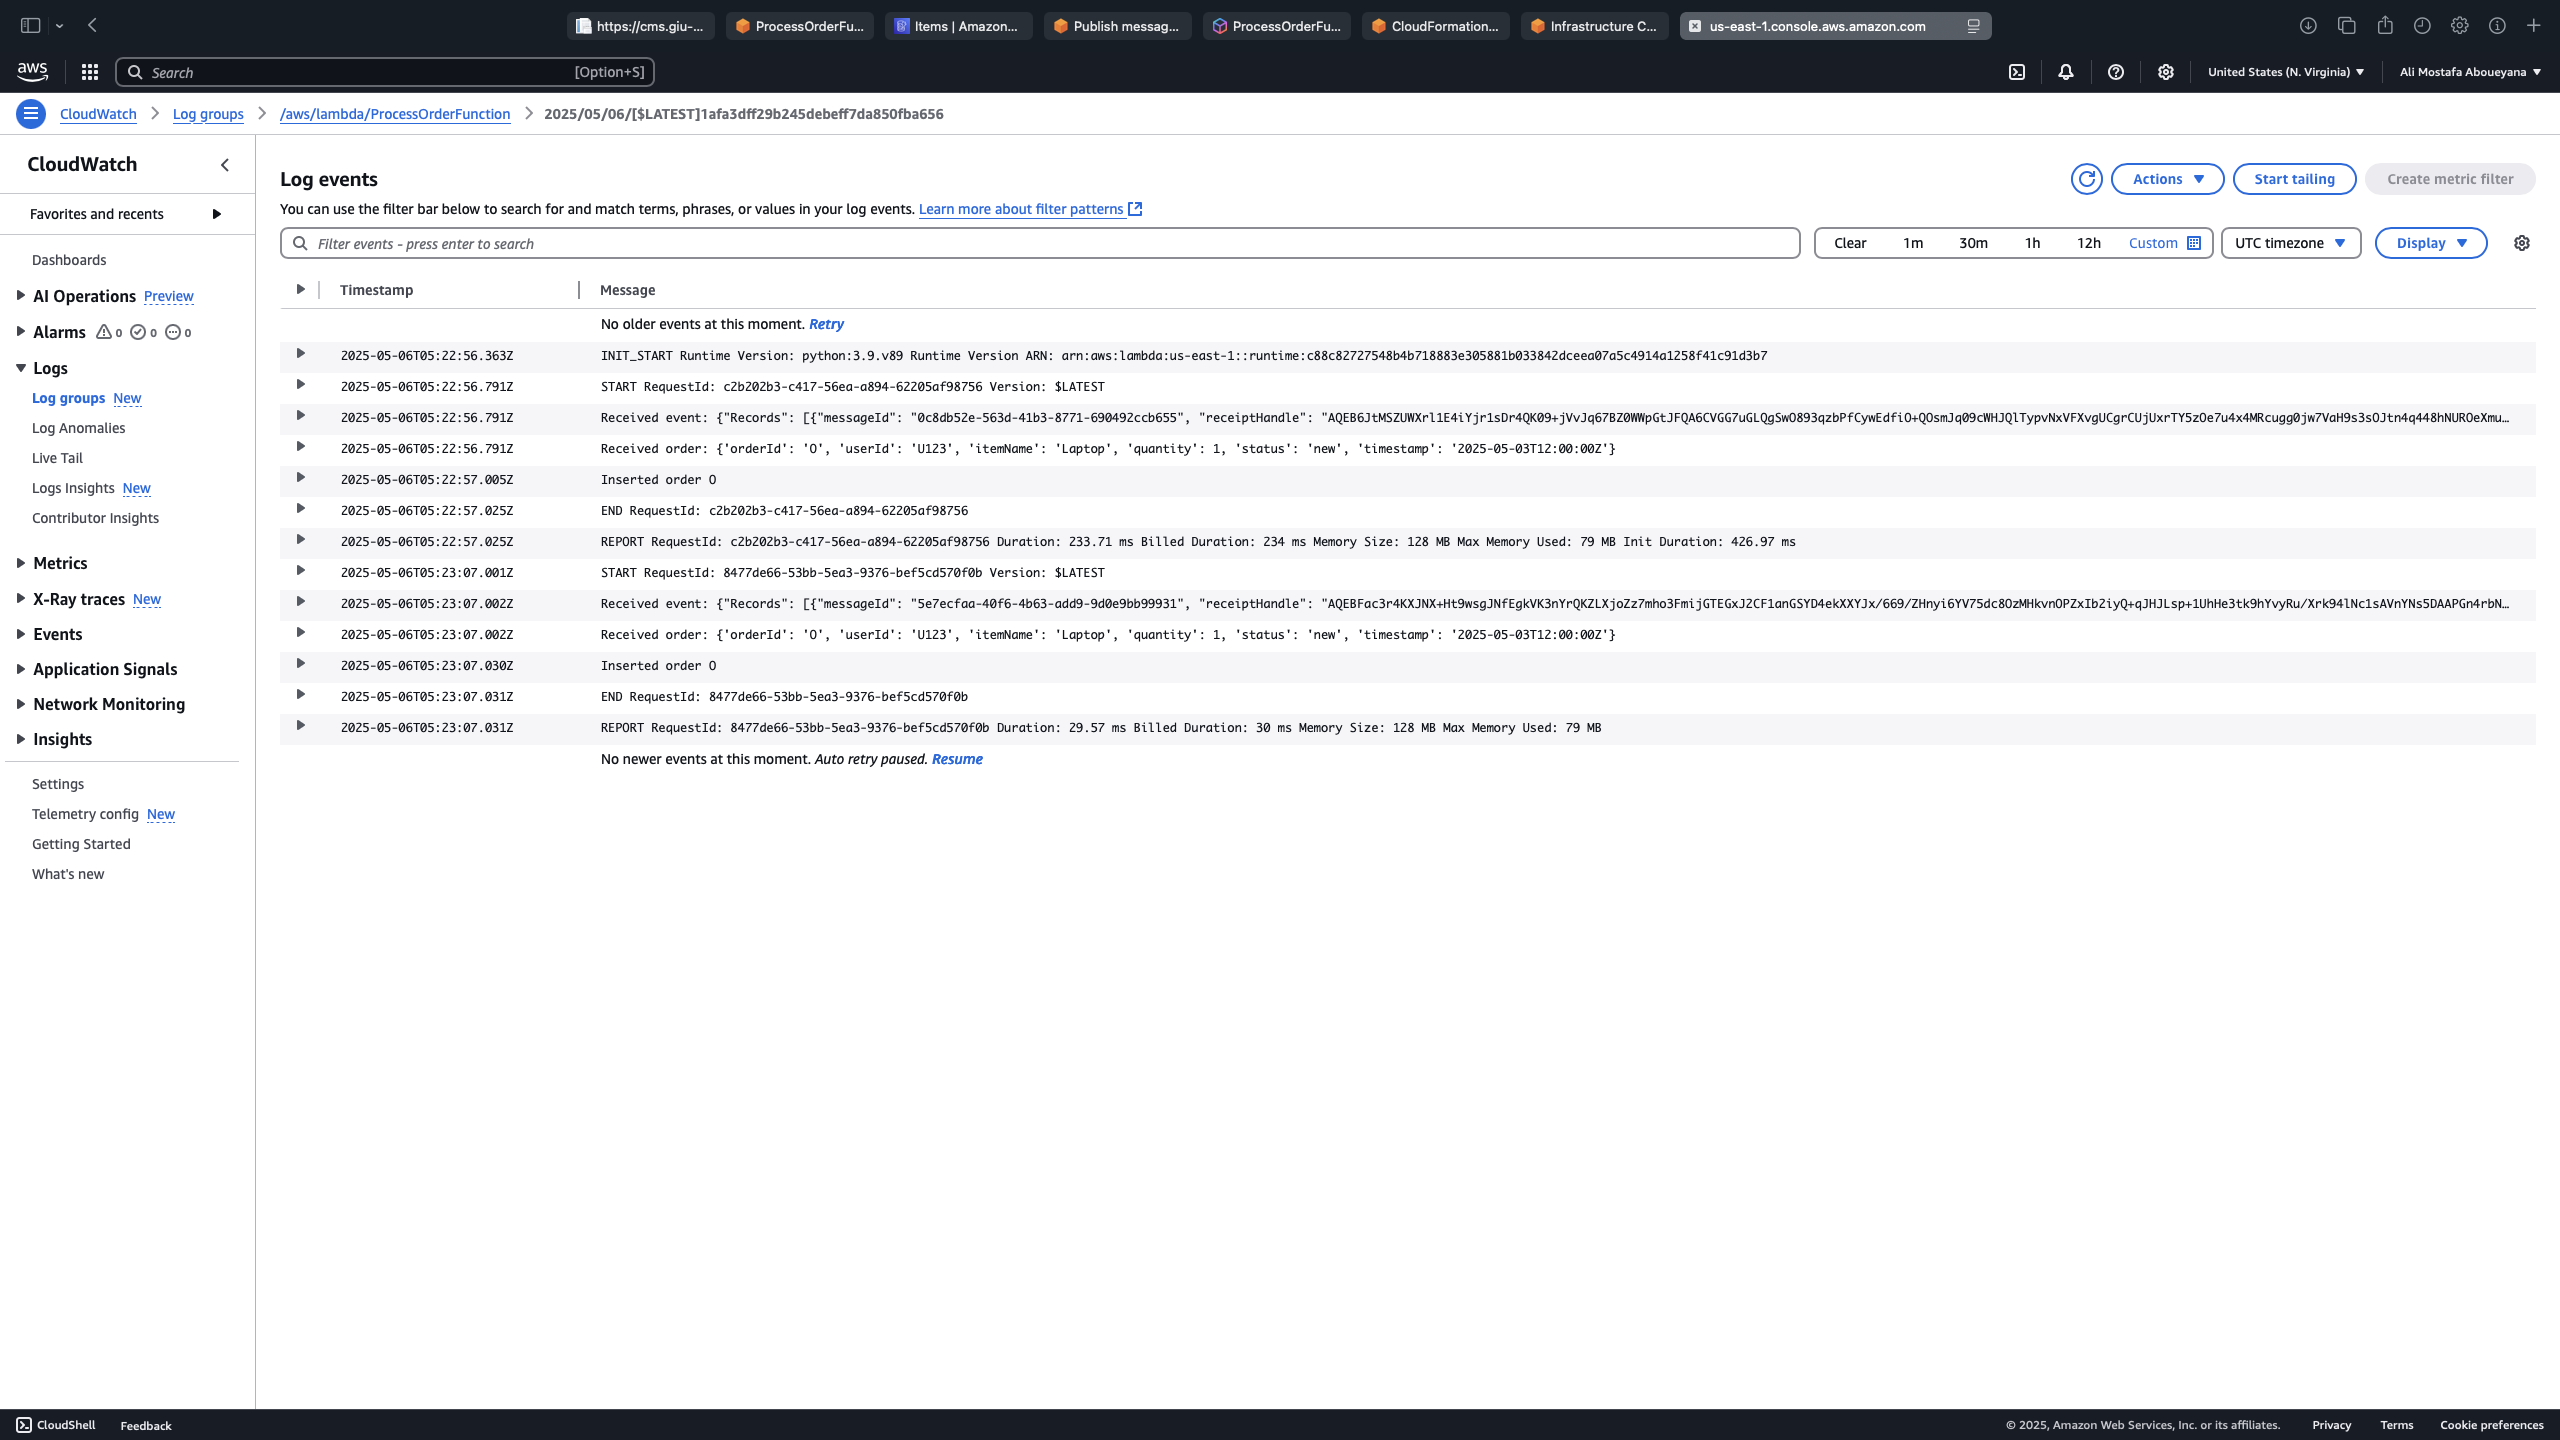 https://cms.giu-...
ProcessOrderFu...
Items | Amazon...
Publish messag...
ProcessOrderFu...
CloudFormation...
Infrastructure C...
us-east-1.console.aws.amazon.com
aws
Search
[Option+S]
United States (N. Virginia)
Ali Mostafa Aboueyana
CloudWatch
Log groups
/aws/lambda/ProcessOrderFunction
2025/05/06/[$LATEST]1afa3dff29b245debeff7da850fba656
CloudWatch
Favorites and recents
Dashboards
AI Operations Preview
Alarms 0 0 0
Logs
Log groups New
Log Anomalies
Live Tail
Logs Insights New
Contributor Insights
Metrics
X-Ray traces New
Events
Application Signals
Network Monitoring
Insights
Settings
Telemetry config New
Getting Started
What's new
Log events
Actions
Start tailing
Create metric filter
You can use the filter bar below to search for and match terms, phrases, or values in your log events. Learn more about filter patterns
Filter events - press enter to search
Clear 1m 30m 1h 12h Custom
UTC timezone
Display
Timestamp Message
No older events at this moment. Retry
2025-05-06T05:22:56.363Z INIT_START Runtime Version: python:3.9.v89 Runtime Version ARN: arn:aws:lambda:us-east-1::runtime:c88c82727548b4b718883e305881b033842dceea07a5c4914a1258f41c91d3b7
2025-05-06T05:22:56.791Z START RequestId: c2b202b3-c417-56ea-a894-62205af98756 Version: $LATEST
2025-05-06T05:22:56.791Z Received event: {"Records": [{"messageId": "0c8db52e-563d-41b3-8771-690492ccb655", "receiptHandle":
2025-05-06T05:22:56.791Z Received order: {'orderId': 'O', 'userId': 'U123', 'itemName': 'Laptop', 'quantity': 1, 'status': 'new', 'timestamp': '2025-05-03T12:00:00Z'}
2025-05-06T05:22:57.005Z Inserted order O
2025-05-06T05:22:57.025Z END RequestId: c2b202b3-c417-56ea-a894-62205af98756
2025-05-06T05:22:57.025Z REPORT RequestId: c2b202b3-c417-56ea-a894-62205af98756 Duration: 233.71 ms Billed Duration: 234 ms Memory Size: 128 MB Max Memory Used: 79 MB Init Duration: 426.97 ms
2025-05-06T05:23:07.001Z START RequestId: 8477de66-53bb-5ea3-9376-bef5cd570f0b Version: $LATEST
2025-05-06T05:23:07.002Z Received event: {"Records": [{"messageId": "5e7ecfaa-40f6-4b63-add9-9d0e9bb99931", "receiptHandle":
2025-05-06T05:23:07.002Z Received order: {'orderId': 'O', 'userId': 'U123', 'itemName': 'Laptop', 'quantity': 1, 'status': 'new', 'timestamp': '2025-05-03T12:00:00Z'}
2025-05-06T05:23:07.030Z Inserted order O
2025-05-06T05:23:07.031Z END RequestId: 8477de66-53bb-5ea3-9376-bef5cd570f0b
2025-05-06T05:23:07.031Z REPORT RequestId: 8477de66-53bb-5ea3-9376-bef5cd570f0b Duration: 29.57 ms Billed Duration: 30 ms Memory Size: 128 MB Max Memory Used: 79 MB
No newer events at this moment. Auto retry paused. Resume
CloudShell
Feedback
© 2025, Amazon Web Services, Inc. or its affiliates.
Privacy
Terms
Cookie preferences